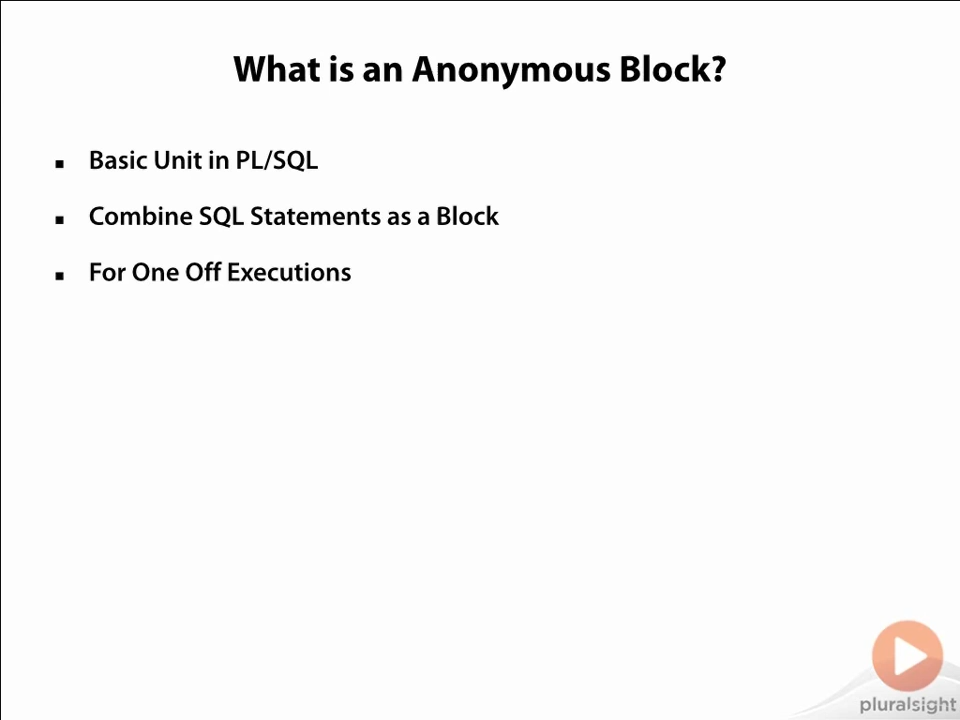 What is an Anonymous Block?
Basic Unit in PL/SQL
Combine SQL Statements as a Block
For One Off Executions
pluralsight